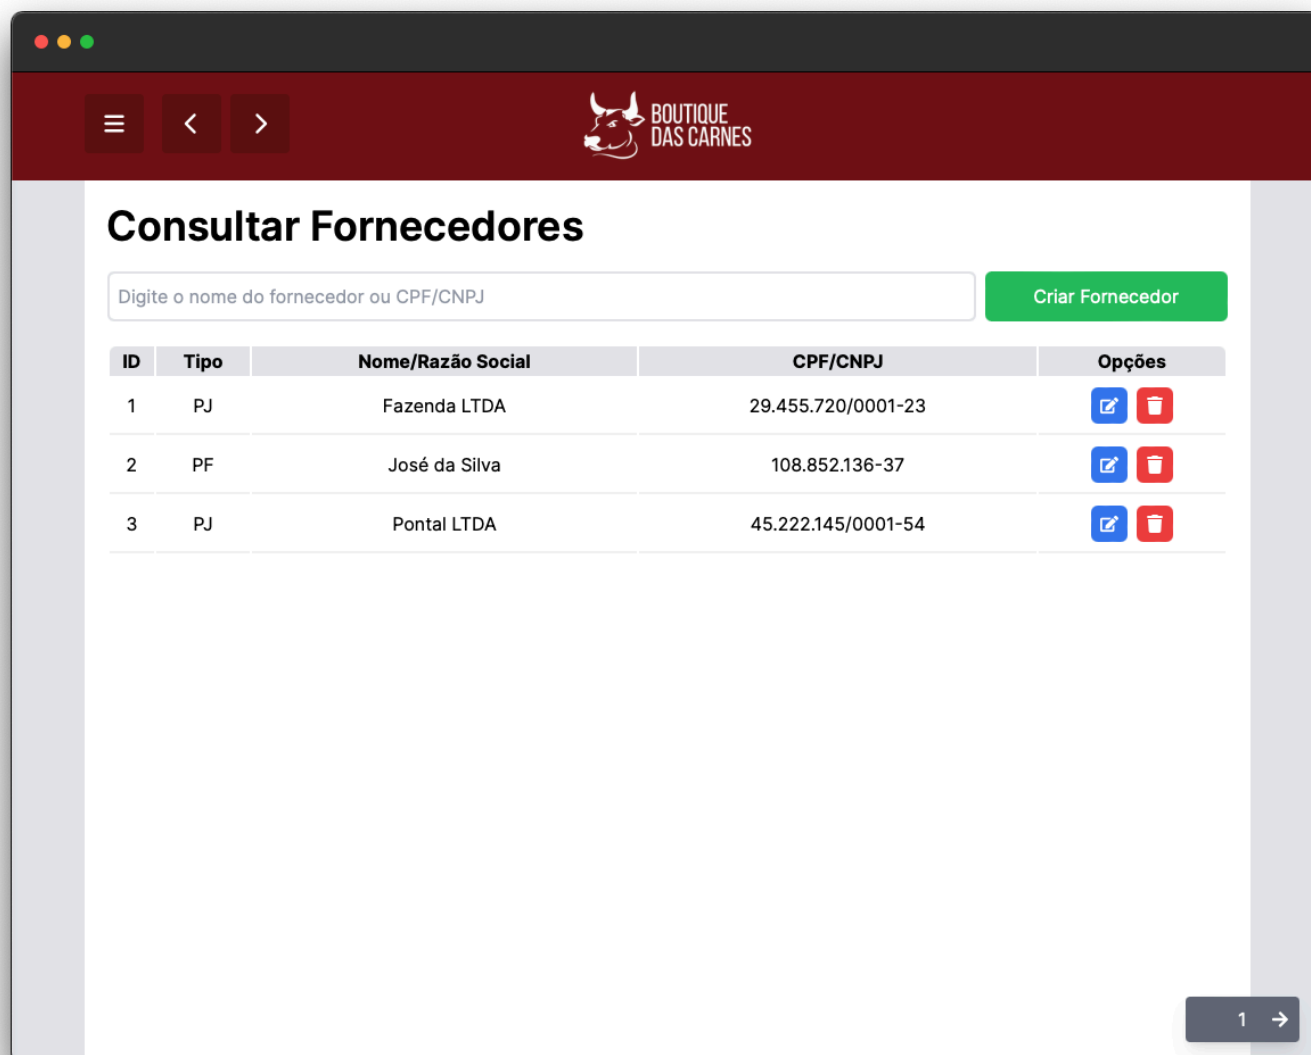 BOUTIQUE
DAS CARNES
Consultar Fornecedores
Digite o nome do fornecedor ou CPF/CNPJ
Criar Fornecedor
ID Tipo Nome/Razão Social CPF/CNPJ Opções
1 PJ Fazenda LTDA 29.455.720/0001-23
2 PF José da Silva 108.852.136-37
3 PJ Pontal LTDA 45.222.145/0001-54
1